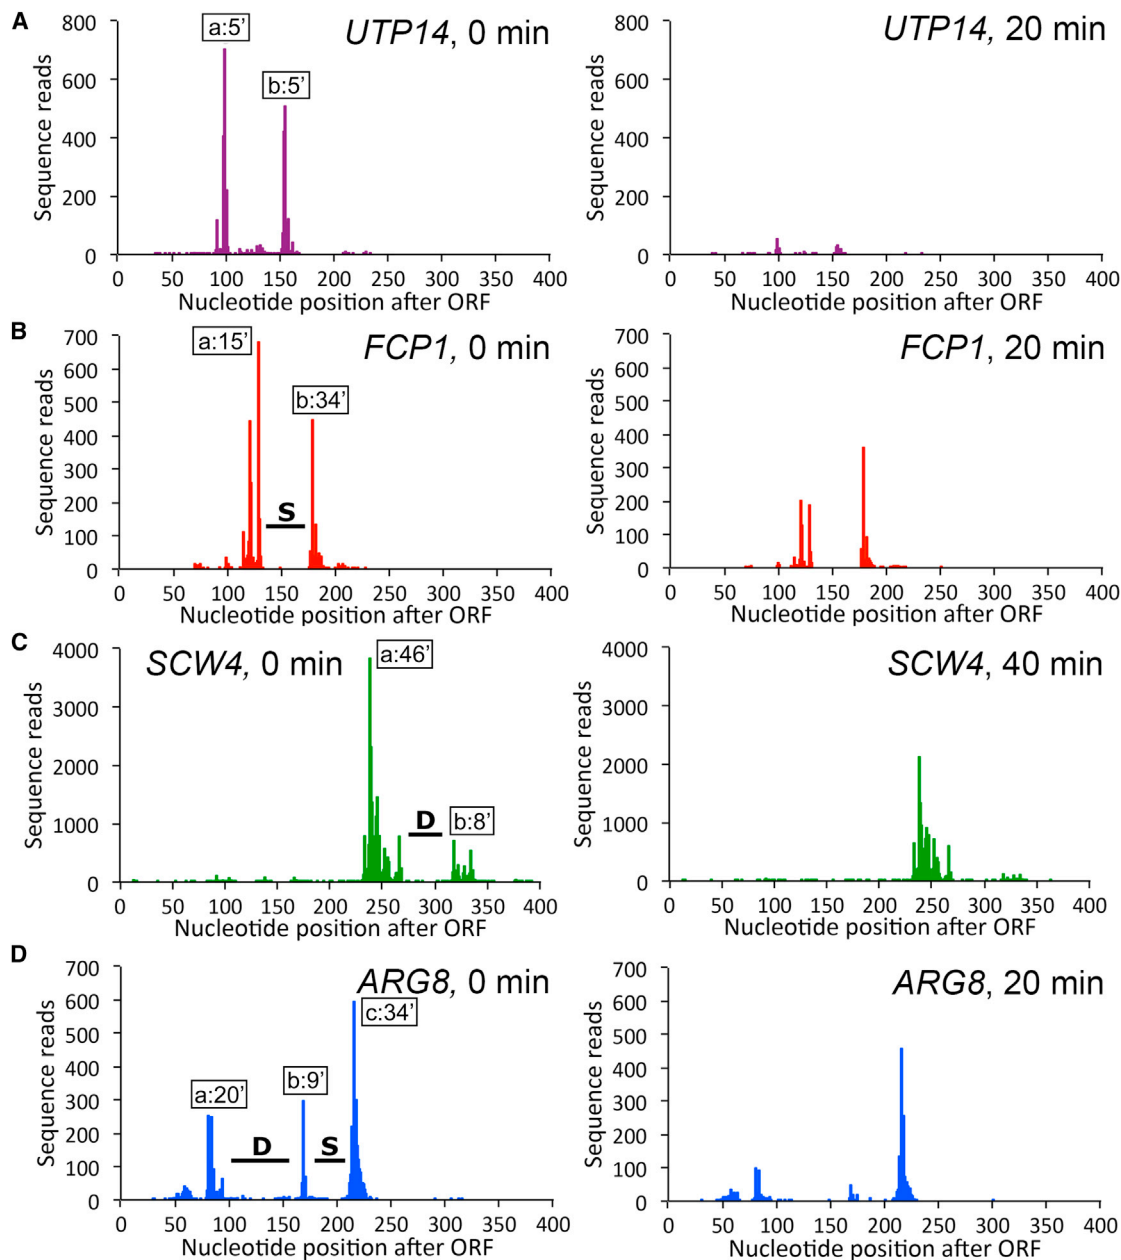 A
UTP14, 0 min
a:5’
b:5’
Sequence reads
800
600
400
200
0
0 50 100 150 200 250 300 350 400
Nucleotide position after ORF
UTP14, 20 min
Sequence reads
800
600
400
200
0
0 50 100 150 200 250 300 350 400
Nucleotide position after ORF
B
FCP1, 0 min
a:15’
b:34’
S
Sequence reads
700
600
500
400
300
200
100
0
0 50 100 150 200 250 300 350 400
Nucleotide position after ORF
FCP1, 20 min
Sequence reads
700
600
500
400
300
200
100
0
0 50 100 150 200 250 300 350 400
Nucleotide position after ORF
C
SCW4, 0 min
a:46’
D
b:8’
Sequence reads
4000
3000
2000
1000
0
0 50 100 150 200 250 300 350 400
Nucleotide position after ORF
SCW4, 40 min
Sequence reads
4000
3000
2000
1000
0
0 50 100 150 200 250 300 350 400
Nucleotide position after ORF
D
ARG8, 0 min
a:20’
D
b:9’
S
c:34’
Sequence reads
700
600
500
400
300
200
100
0
0 50 100 150 200 250 300 350 400
Nucleotide position after ORF
ARG8, 20 min
Sequence reads
700
600
500
400
300
200
100
0
0 50 100 150 200 250 300 350 400
Nucleotide position after ORF